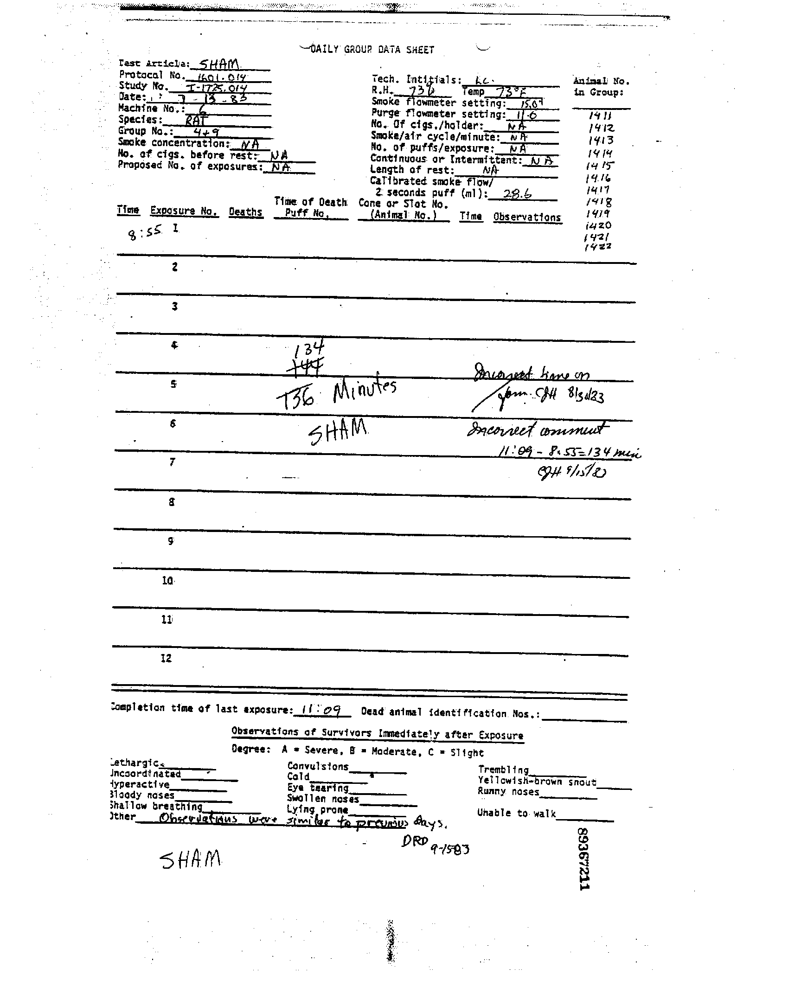 DAILY GROUP DATA SHEET
Test Article: SHAM
Protocol No. 1601.014
Study No. I-1725.014
Date: 7-13-83
Machine No.: 6
Species: RAT
Group No.: 4+9
Smoke concentration: NA
No. of cigs. before rest: NA
Proposed No. of exposures: NA
Tech. Intitials: LC.
R.H. 73% Temp 73°F
Smoke flowmeter setting: 15.0
Purge flowmeter setting: 11.0
No. Of cigs./holder: NA
Smoke/air cycle/minute: NA
No. of puffs/exposure: NA
Continuous or Intermittent: NA
Length of rest: NA
Calibrated smoke flow/
2 seconds puff (ml): 28.6
Animal No.
in Group:
1411
1412
1413
1414
1415
1416
1417
1418
1419
1420
1421
1422
Time Exposure No. Deaths Time of Death Puff No. Cone or Slot No. (Animal No.) Time Observations
8:55 1
2
3
4
134
144
5
136 Minutes
Incorrect time on
CJH
6
SHAM
Incorrect comment
11:09 - 8:55 = 134 min
7
CJH 9/15/83
8
9
10
11
12
Completion time of last exposure: 11:09 Dead animal identification Nos.:
Observations of Survivors Immediately after Exposure
Degree: A = Severe, B = Moderate, C = Slight
Lethargic
Uncoordinated
Hyperactive
Bloody noses
Shallow breathing
Convulsions
Cold
Eye tearing
Swollen noses
Lying prone
Trembling
Yellowish-brown snout
Runny noses
Unable to walk
Other Observations were similar to previous days.
DRD 9-15-83
SHAM
89367211